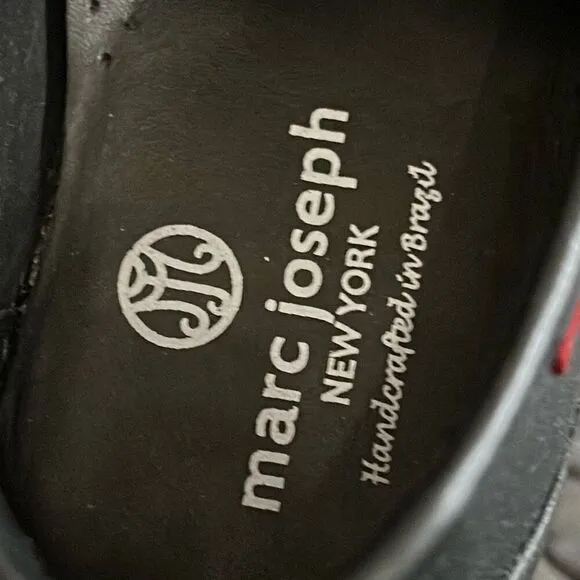 marc joseph
NEW YORK
Handcrafted in Brazil